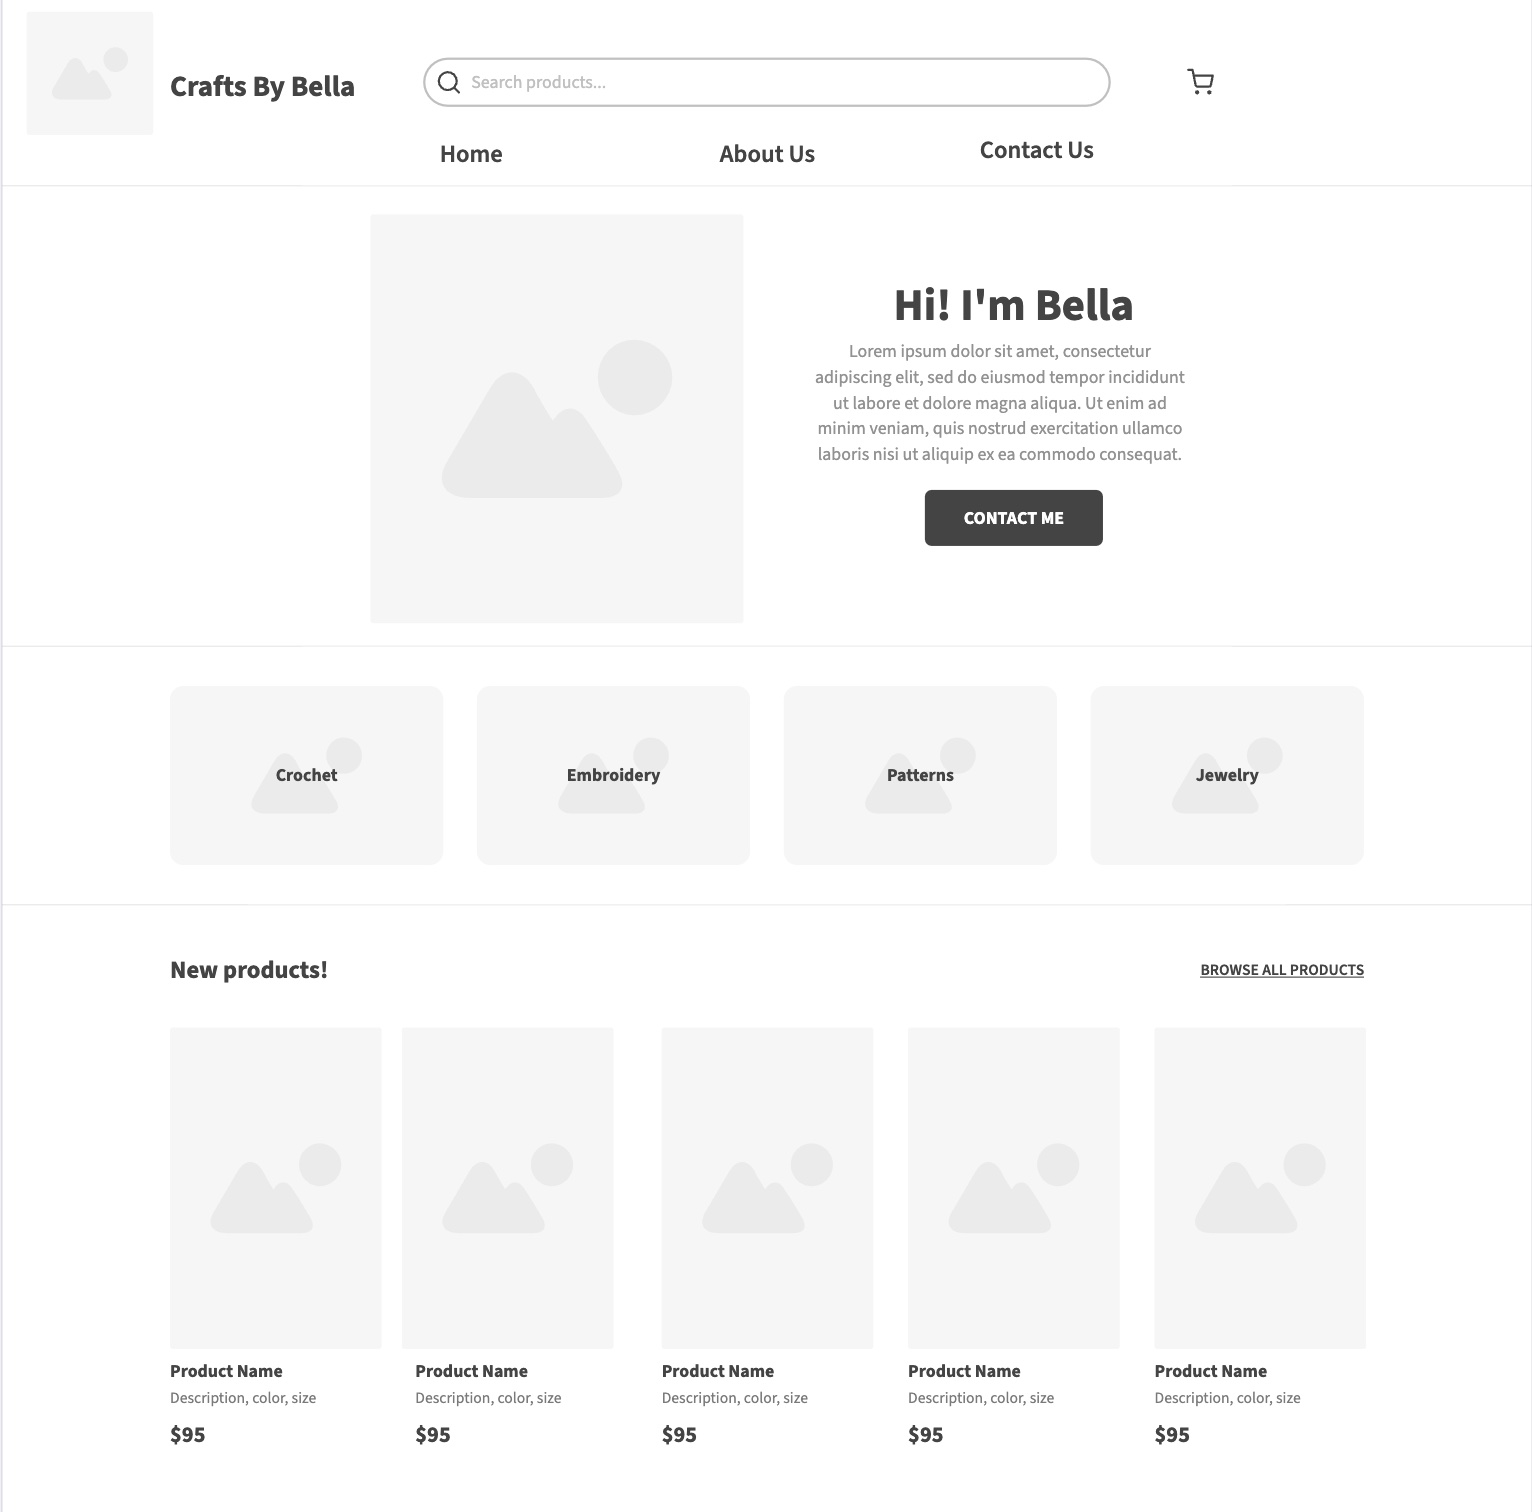 Crafts By Bella
Search products...
Home
About Us
Contact Us
Hi! I'm Bella
Lorem ipsum dolor sit amet, consectetur
adipiscing elit, sed do eiusmod tempor incididunt
ut labore et dolore magna aliqua. Ut enim ad
minim veniam, quis nostrud exercitation ullamco
laboris nisi ut aliquip ex ea commodo consequat.
CONTACT ME
Crochet
Embroidery
Patterns
Jewelry
New products!
BROWSE ALL PRODUCTS
Product Name
Description, color, size
$95
Product Name
Description, color, size
$95
Product Name
Description, color, size
$95
Product Name
Description, color, size
$95
Product Name
Description, color, size
$95